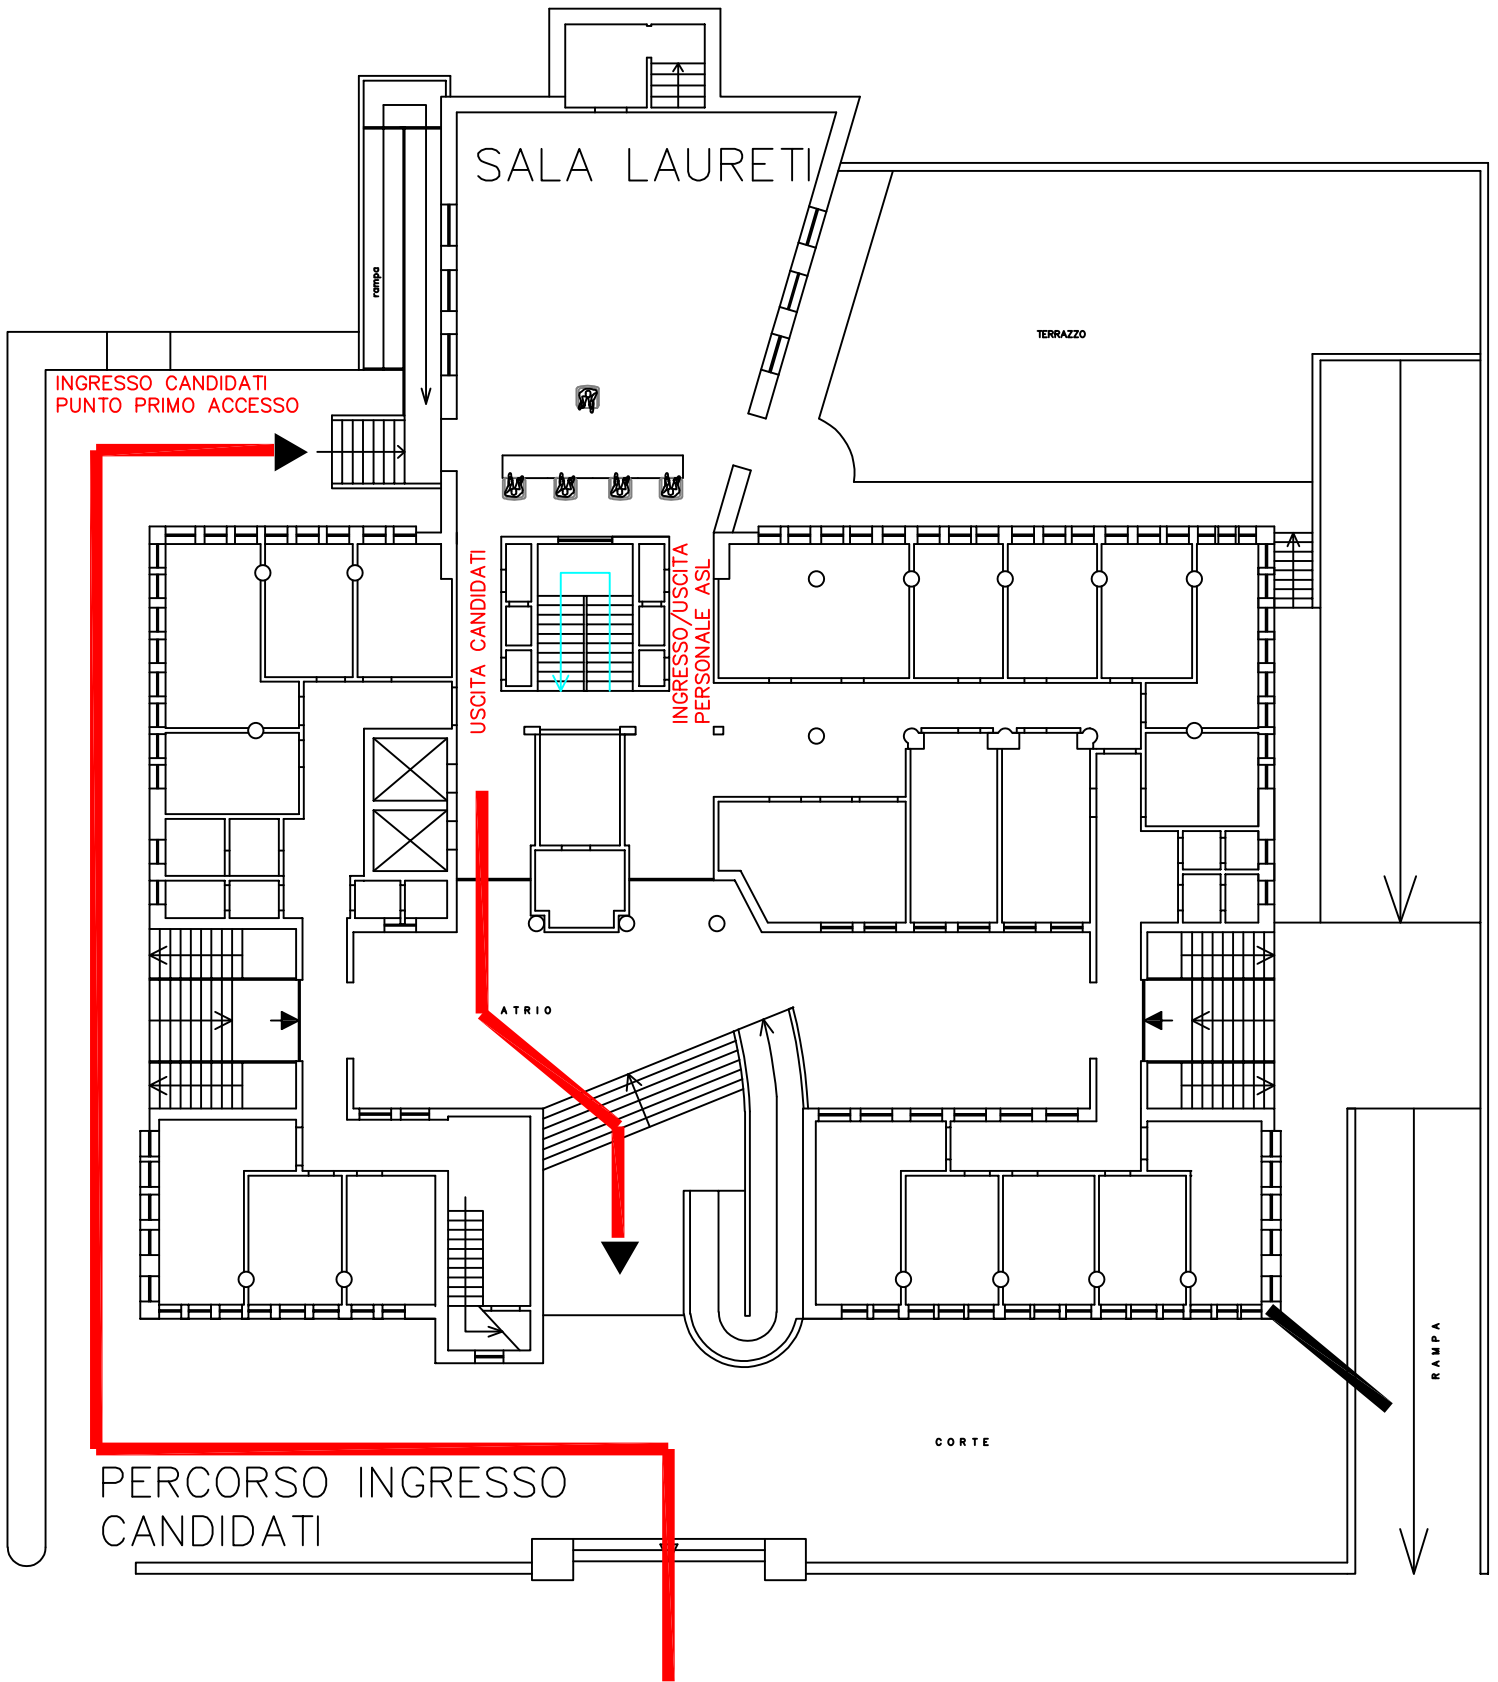 SALA LAURETI
rampa
TERRAZZO
INGRESSO CANDIDATI
PUNTO PRIMO ACCESSO
USCITA CANDIDATI
INGRESSO/USCITA
PERSONALE ASL
ATRIO
RAMPA
CORTE
PERCORSO INGRESSO
CANDIDATI